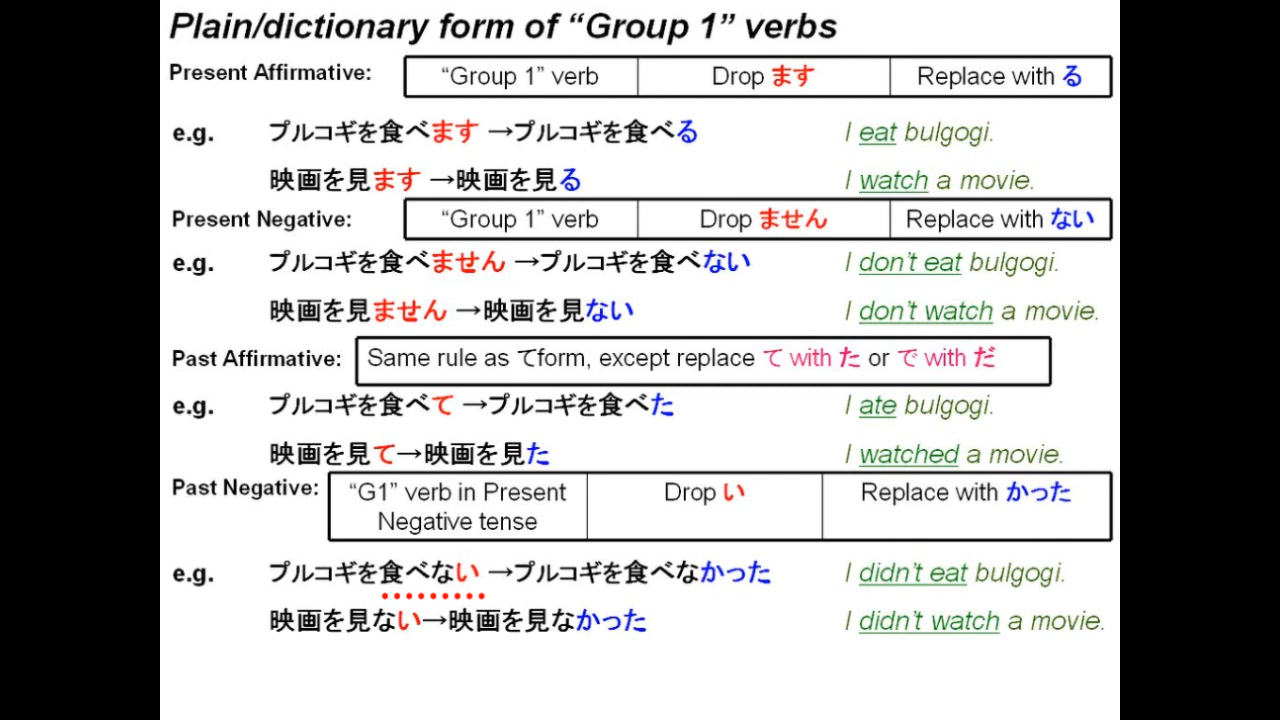 Plain/dictionary form of “Group 1” verbs
Present Affirmative: “Group 1” verb Drop ます Replace with る
e.g. プルコギを食べます →プルコギを食べる I eat bulgogi.
映画を見ます →映画を見る I watch a movie.
Present Negative: “Group 1” verb Drop ません Replace with ない
e.g. プルコギを食べません →プルコギを食べない I don’t eat bulgogi.
映画を見ません →映画を見ない I don’t watch a movie.
Past Affirmative: Same rule as てform, except replace て with た or で with だ
e.g. プルコギを食べて →プルコギを食べた I ate bulgogi.
映画を見て→映画を見た I watched a movie.
Past Negative: “G1” verb in Present Negative tense Drop い Replace with かった
e.g. プルコギを食べない →プルコギを食べなかった I didn’t eat bulgogi.
映画を見ない→映画を見なかった I didn’t watch a movie.